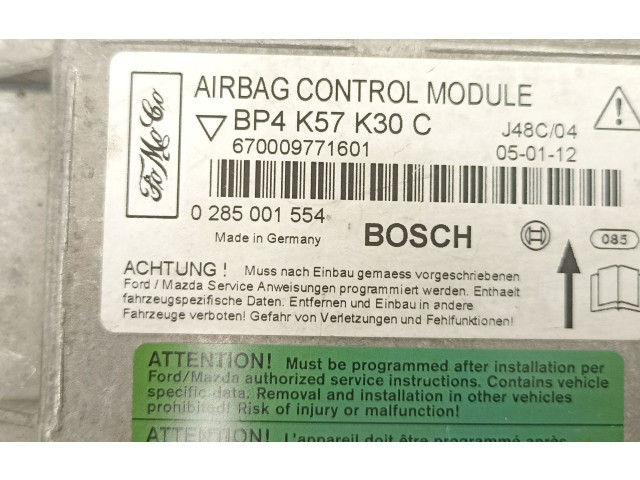 FoMoCo
AIRBAG CONTROL MODULE
BP4 K57 K30 C
J48C/04
670009771601
05-01-12
0 285 001 554
Made in Germany
BOSCH
085
ACHTUNG ! Muss nach Einbau gemaess vorgeschriebenen
Ford / Mazda Service Anweisungen programmiert werden. Enthaelt
fahrzeugspezifische Daten. Entfernen und Einbau in andere
Fahrzeuge verboten! Gefahr von Verletzungen und Fehlfunktionen!
ATTENTION! Must be programmed after installation per
Ford/Mazda authorized service instructions. Contains vehicle
specific data. Removal and installation in other vehicles
prohibited! Risk of injury or malfunction!
ATTENTION! L'appareil doit être programmé après